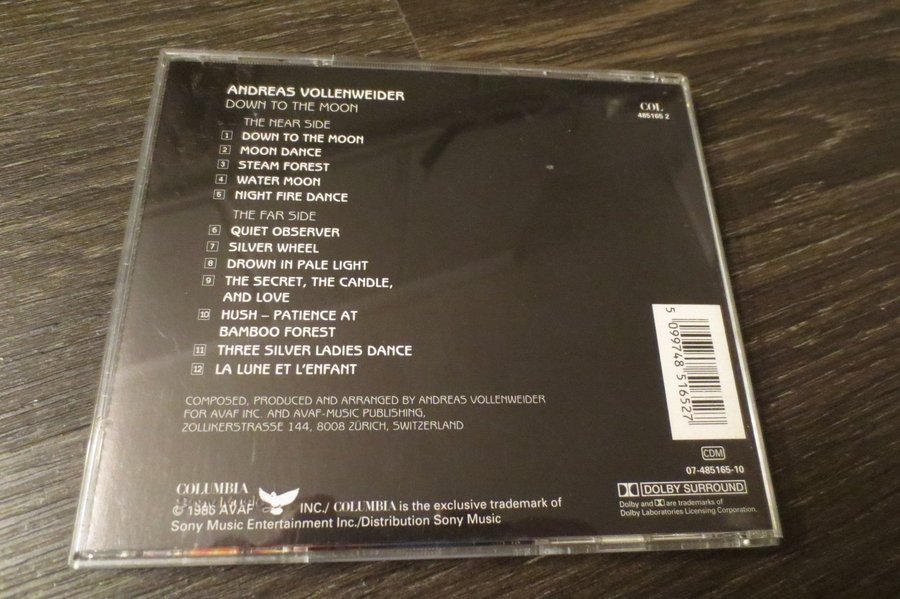 ANDREAS VOLLENWEIDER
DOWN TO THE MOON
COL
485165 2
THE NEAR SIDE
1 DOWN TO THE MOON
2 MOON DANCE
3 STEAM FOREST
4 WATER MOON
5 NIGHT FIRE DANCE
THE FAR SIDE
6 QUIET OBSERVER
7 SILVER WHEEL
8 DROWN IN PALE LIGHT
9 THE SECRET, THE CANDLE,
AND LOVE
10 HUSH – PATIENCE AT
BAMBOO FOREST
11 THREE SILVER LADIES DANCE
12 LA LUNE ET L'ENFANT
COMPOSED, PRODUCED AND ARRANGED BY ANDREAS VOLLENWEIDER
FOR AVAF INC. AND AVAF-MUSIC PUBLISHING,
ZOLLIKERSTRASSE 144, 8008 ZÜRICH, SWITZERLAND
5 099748 516527
CDM
07-485165-10
DOLBY SURROUND
Dolby and are trademarks of
Dolby Laboratories Licensing Corporation.
COLUMBIA
© 1986 AVAF INC./ COLUMBIA is the exclusive trademark of
Sony Music Entertainment Inc./Distribution Sony Music